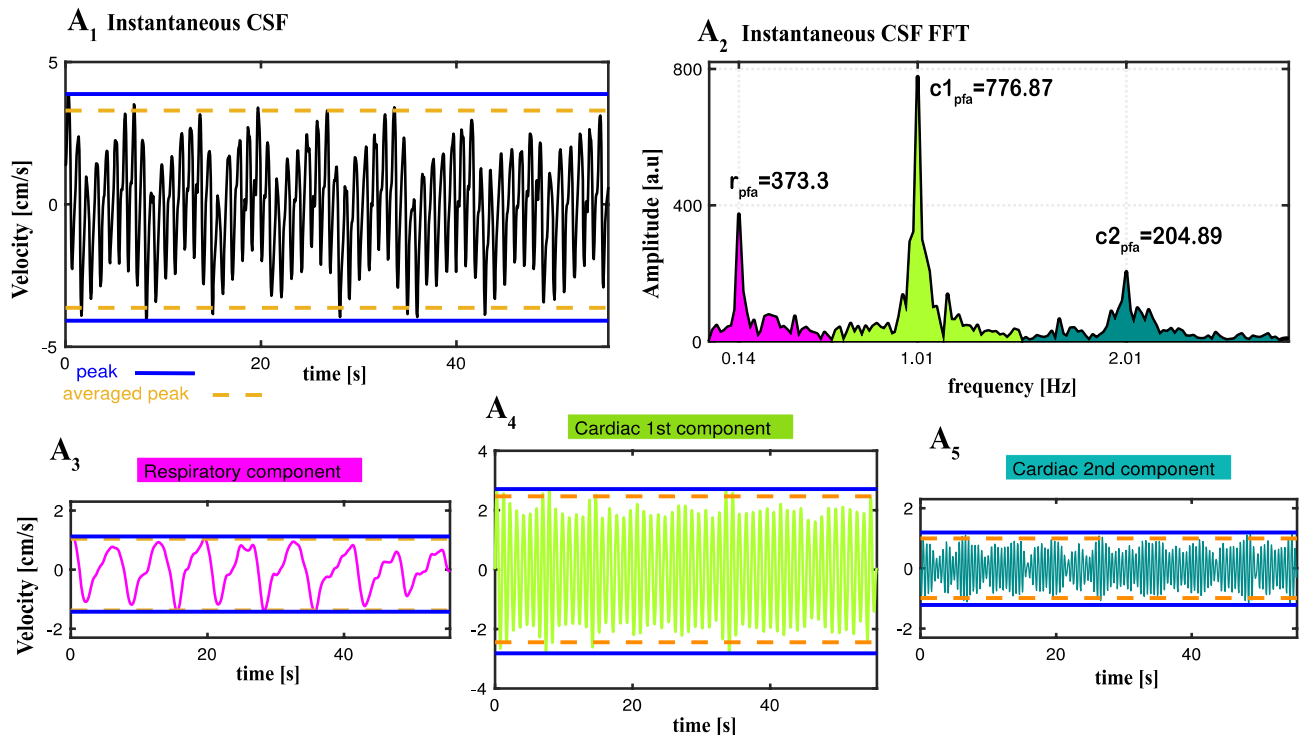 A1 Instantaneous CSF
5
0
-5
Velocity [cm/s]
0 20 40
time [s]
peak
averaged peak
A2 Instantaneous CSF FFT
800
400
0
Amplitude [a.u]
c1pfa=776.87
rpfa=373.3
c2pfa=204.89
0.14 1.01 2.01
frequency [Hz]
A3
Respiratory component
2
0
-2
Velocity [cm/s]
0 20 40
time [s]
A4
Cardiac 1st component
4
2
0
-2
-4
0 20 40
time [s]
A5
Cardiac 2nd component
2
0
-2
0 20 40
time [s]